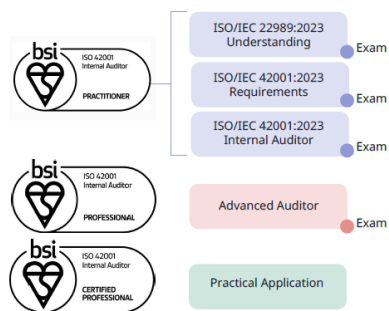 bsi
ISO 42001
Internal Auditor
PRACTITIONER
ISO/IEC 22989:2023
Understanding
Exam
ISO/IEC 42001:2023
Requirements
Exam
ISO/IEC 42001:2023
Internal Auditor
Exam
bsi
ISO 42001
Internal Auditor
PROFESSIONAL
Advanced Auditor
Exam
bsi
ISO 42001
Internal Auditor
CERTIFIED
PROFESSIONAL
Practical Application